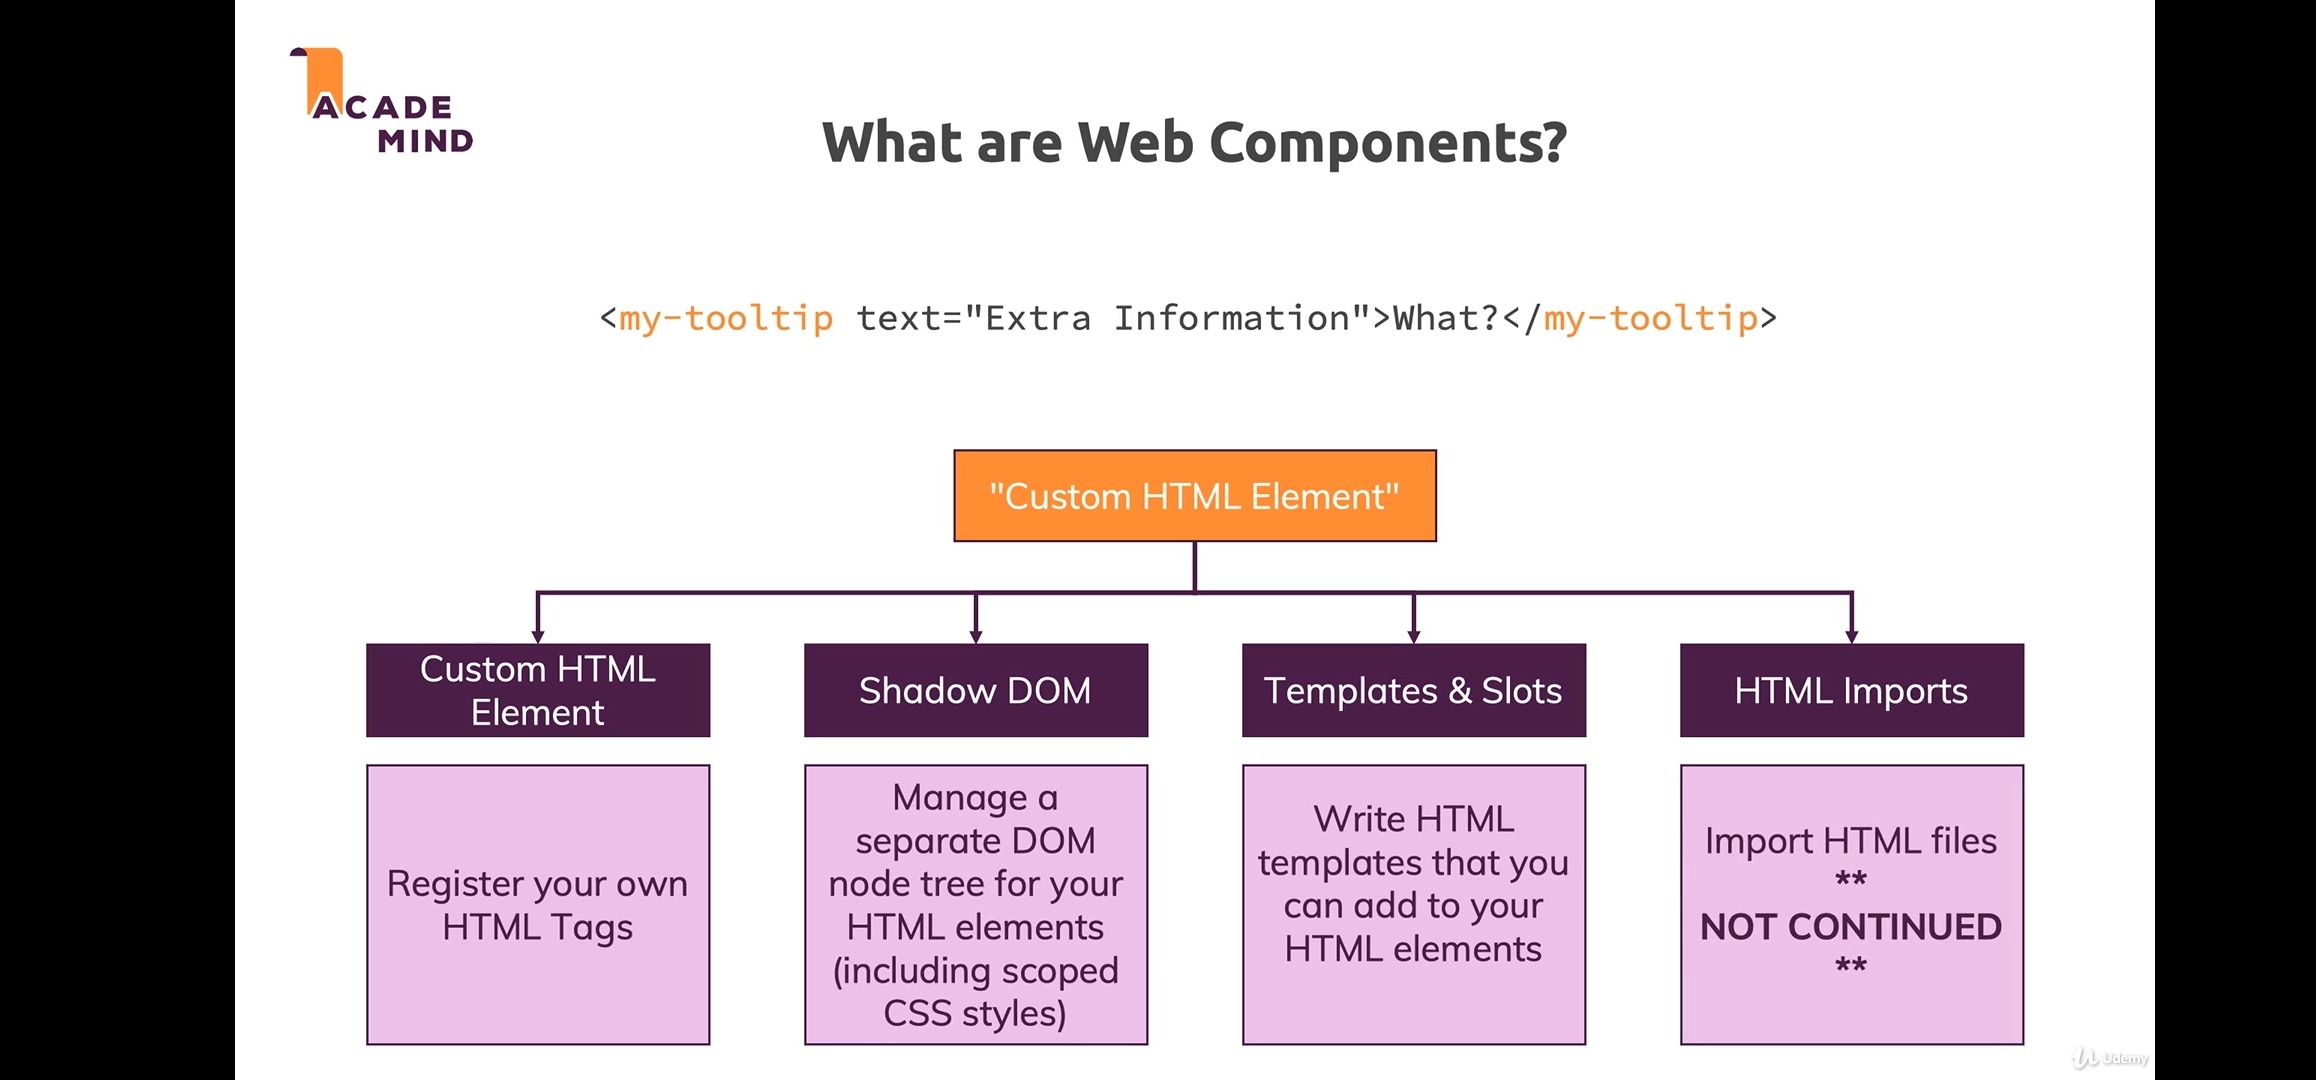 ACADE
MIND
What are Web Components?
<my-tooltip text="Extra Information">What?</my-tooltip>
"Custom HTML Element"
Custom HTML
Element
Shadow DOM
Templates & Slots
HTML Imports
Register your own
HTML Tags
Manage a
separate DOM
node tree for your
HTML elements
(including scoped
CSS styles)
Write HTML
templates that you
can add to your
HTML elements
Import HTML files
**
NOT CONTINUED
**
Udemy